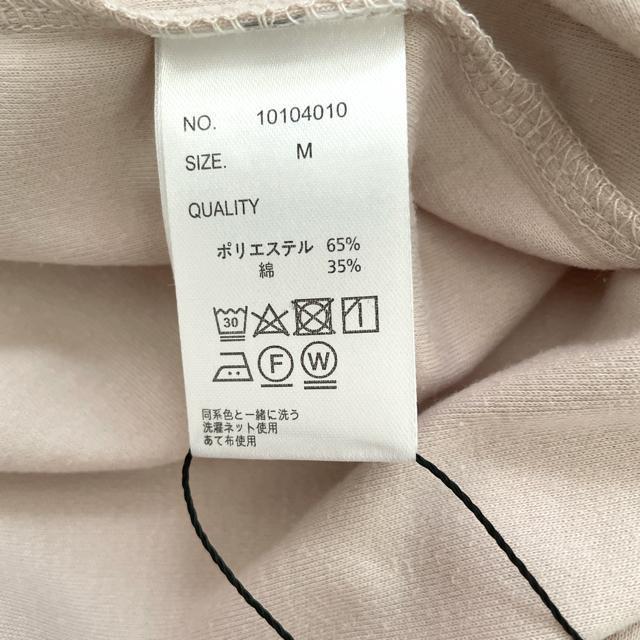 NO. 10104010
SIZE. M
QUALITY
ポリエステル 65%
綿 35%
30
F W
同系色と一緒に洗う
洗濯ネット使用
あて布使用